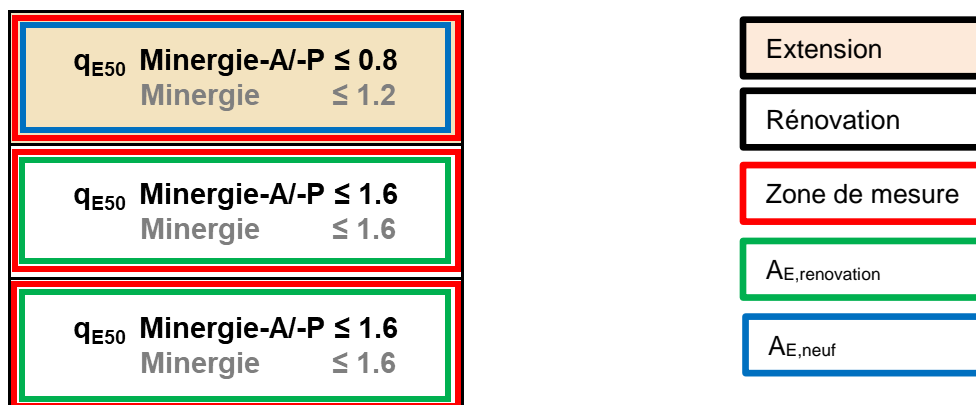 qE50 Minergie-A/-P ≤ 0.8
Minergie ≤ 1.2
qE50 Minergie-A/-P ≤ 1.6
Minergie ≤ 1.6
qE50 Minergie-A/-P ≤ 1.6
Minergie ≤ 1.6
Extension
Rénovation
Zone de mesure
AE,renovation
AE,neuf